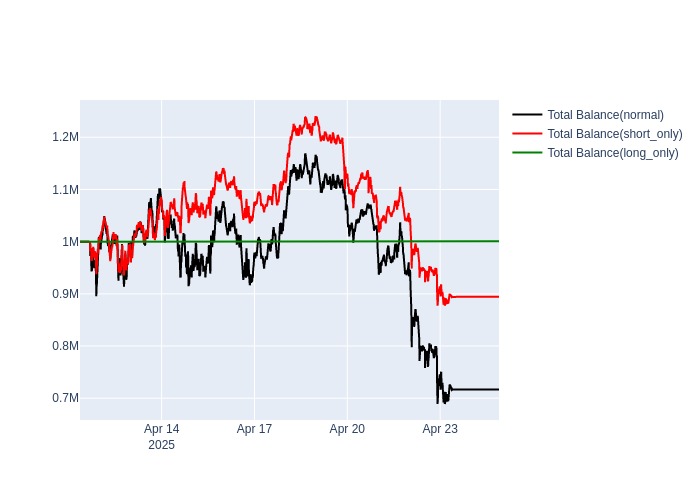 1.2M
1.1M
1M
0.9M
0.8M
0.7M
Apr 14
2025
Apr 17
Apr 20
Apr 23
Total Balance(normal)
Total Balance(short_only)
Total Balance(long_only)